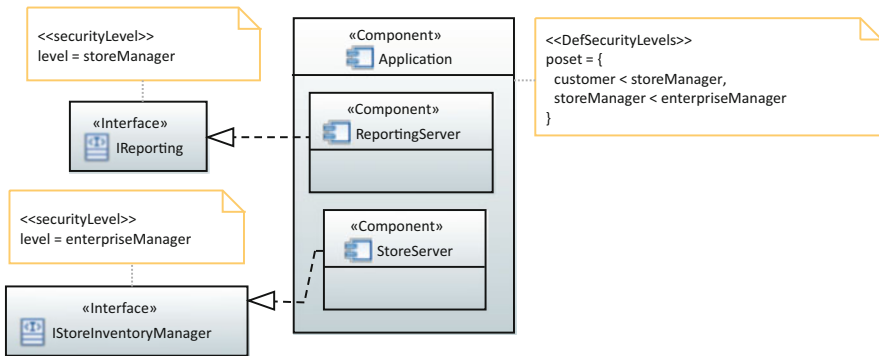 <<securityLevel>>
level = storeManager
«Interface»
IReporting
<<securityLevel>>
level = enterpriseManager
«Interface»
IStoreInventoryManager
«Component»
Application
«Component»
ReportingServer
«Component»
StoreServer
<<DefSecurityLevels>>
poset = {
customer < storeManager,
storeManager < enterpriseManager
}